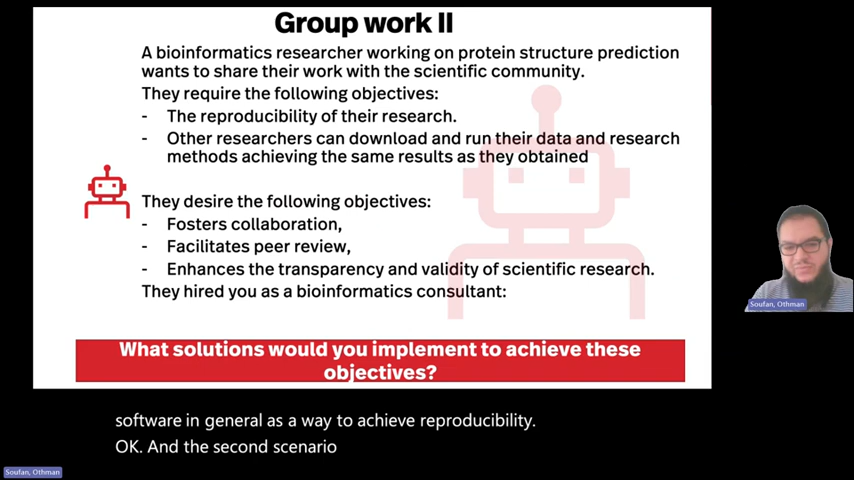 Group work II
A bioinformatics researcher working on protein structure prediction
wants to share their work with the scientific community.
They require the following objectives:
- The reproducibility of their research.
- Other researchers can download and run their data and research
methods achieving the same results as they obtained
They desire the following objectives:
- Fosters collaboration,
- Facilitates peer review,
- Enhances the transparency and validity of scientific research.
They hired you as a bioinformatics consultant:
What solutions would you implement to achieve these
objectives?
Soufan, Othman
software in general as a way to achieve reproducibility.
OK. And the second scenario
Soufan, Othman